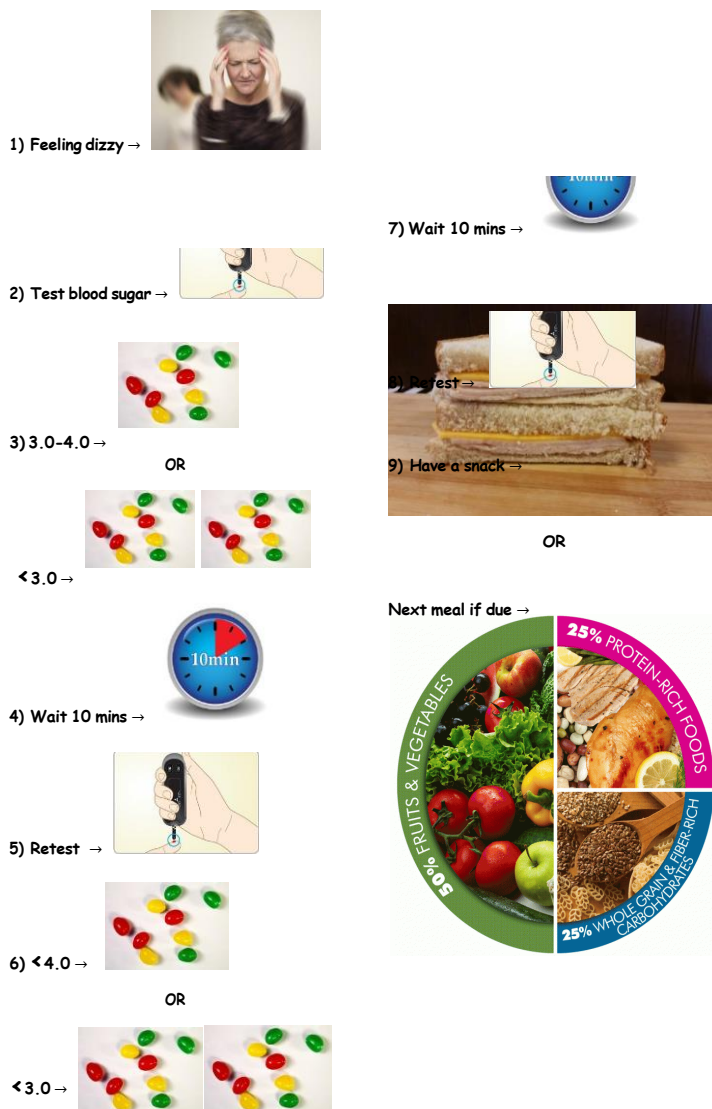 1) Feeling dizzy →
2) Test blood sugar →
3) 3.0-4.0 →
OR
<3.0 →
10min
4) Wait 10 mins →
5) Retest →
6) <4.0 →
OR
<3.0 →
10min
7) Wait 10 mins →
8) Retest →
9) Have a snack →
OR
Next meal if due →
50% FRUITS & VEGETABLES
25% PROTEIN-RICH FOODS
25% WHOLE GRAIN & FIBER-RICH
CARBOHYDRATES